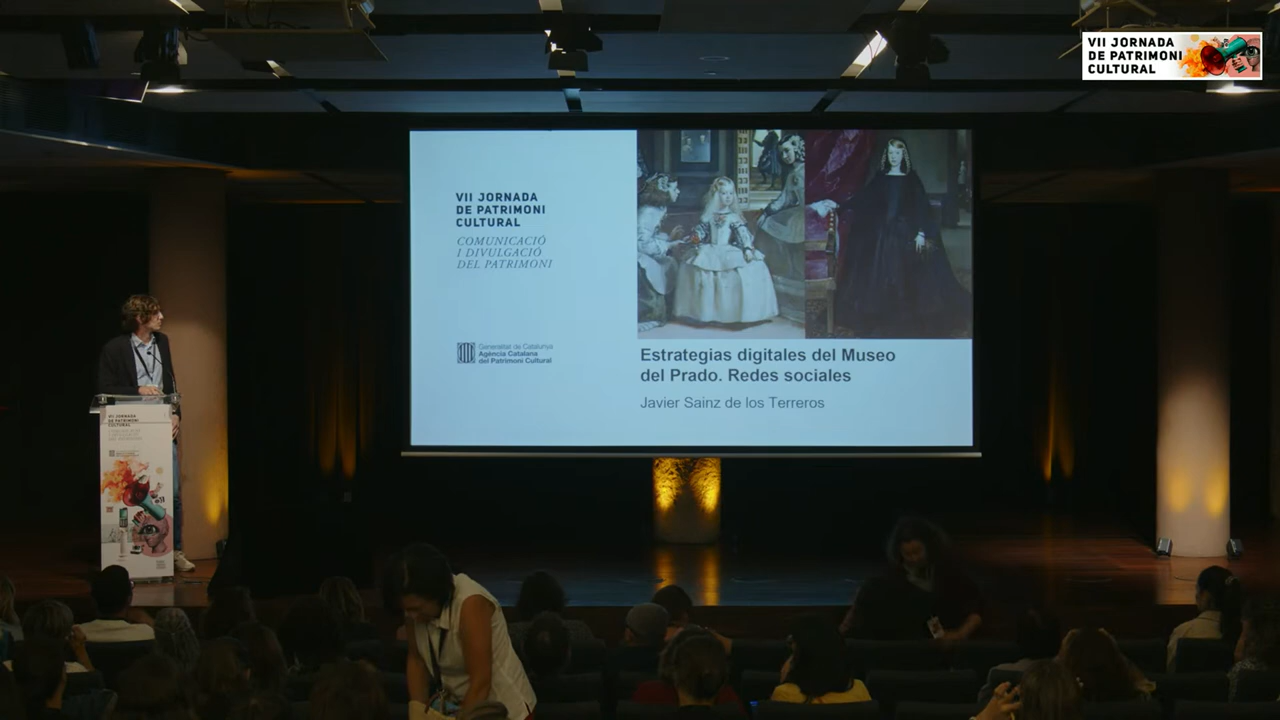 VII JORNADA
DE PATRIMONI
CULTURAL
VII JORNADA
DE PATRIMONI
CULTURAL
COMUNICACIÓ
I DIVULGACIÓ
DEL PATRIMONI
Generalitat de Catalunya
Agència Catalana
del Patrimoni Cultural
Estrategias digitales del Museo
del Prado. Redes sociales
Javier Sainz de los Terreros
VII JORNADA
DE PATRIMONI
CULTURAL